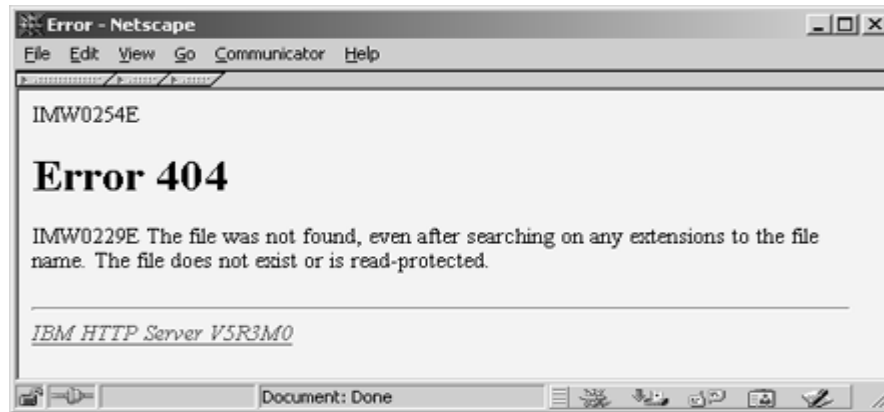 Error - Netscape
File Edit View Go Communicator Help
IMW0254E
Error 404
IMW0229E The file was not found, even after searching on any extensions to the file
name. The file does not exist or is read-protected.
IBM HTTP Server V5R3M0
Document: Done